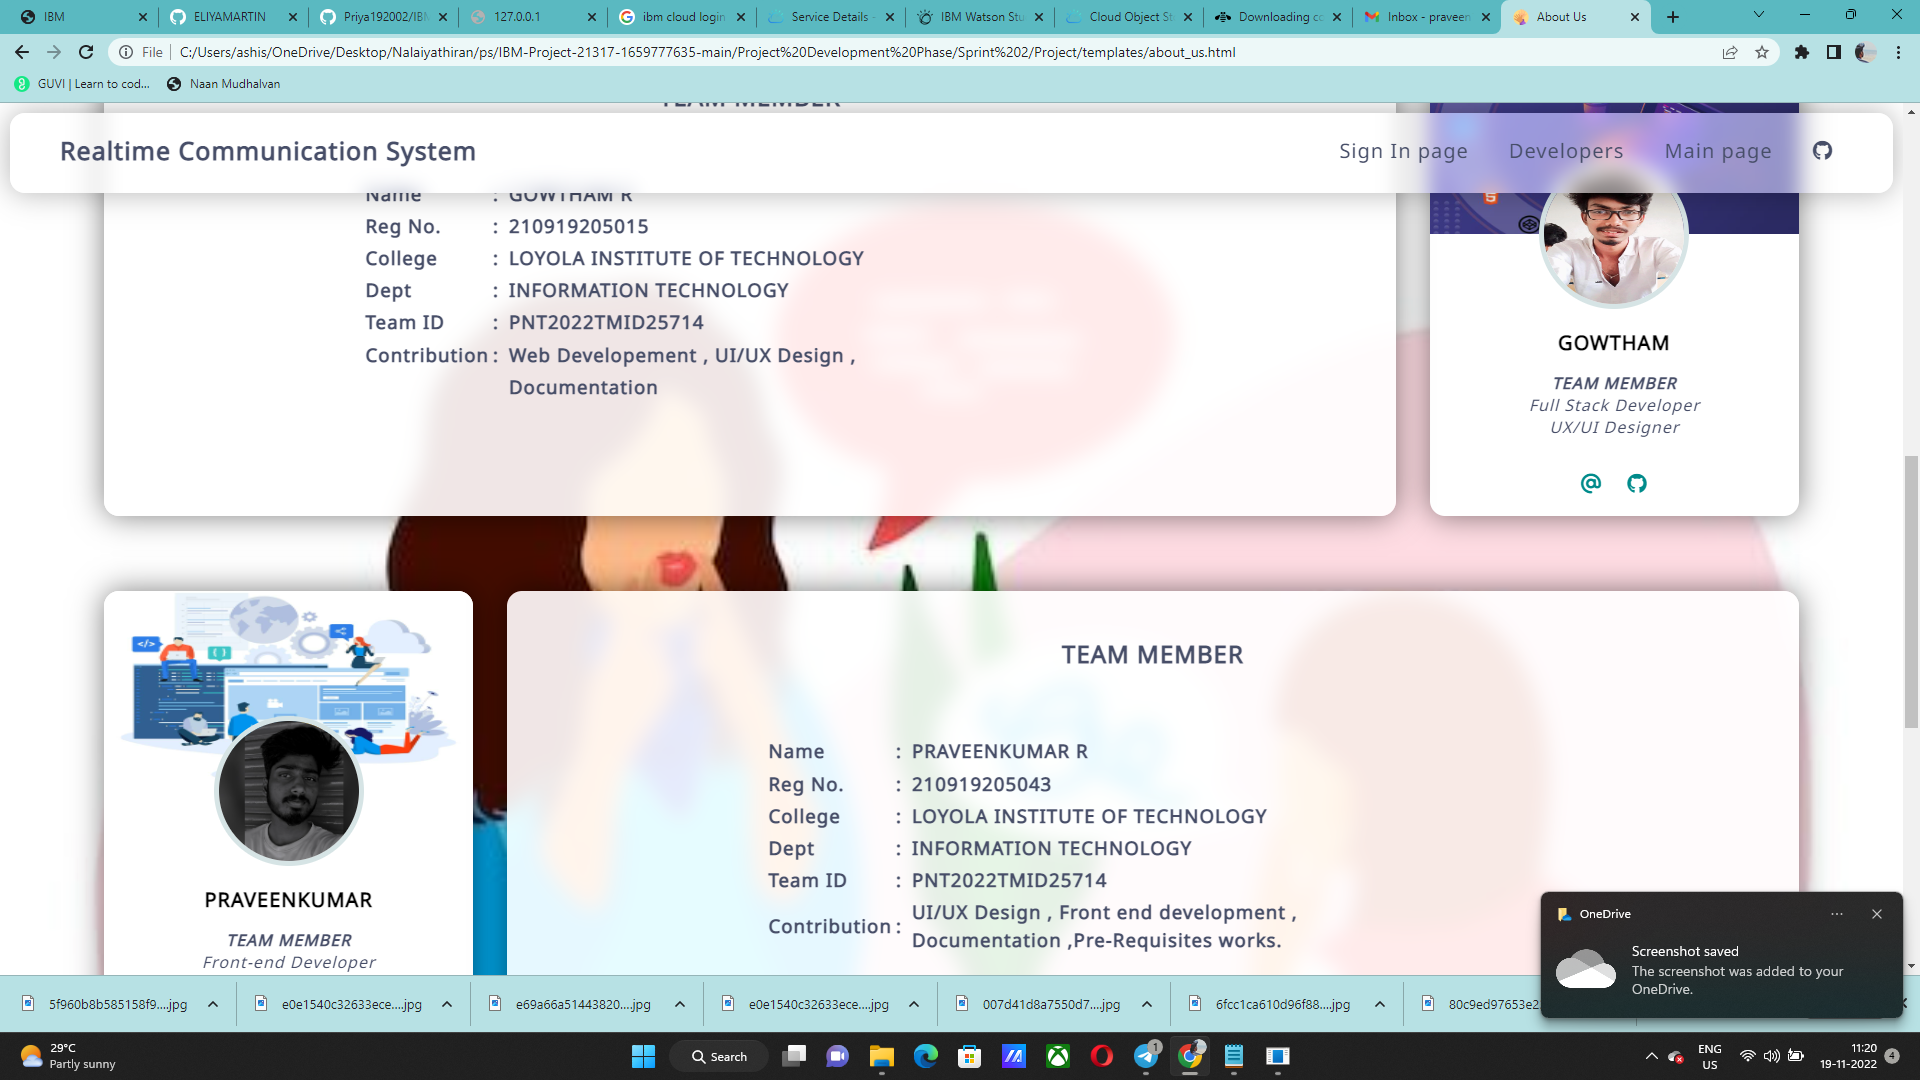 IBM
ELIYAMARTIN
Priya192002/IBM
127.0.0.1
ibm cloud login
Service Details -
IBM Watson Stu
Cloud Object St
Downloading co
Inbox - praveen
About Us
File
C:/Users/ashis/OneDrive/Desktop/Nalaiyathiran/ps/IBM-Project-21317-1659777635-main/Project%20Development%20Phase/Sprint%202/Project/templates/about_us.html
GUVI | Learn to cod...
Naan Mudhalvan
TEAM MEMBER
Realtime Communication System
Sign In page
Developers
Main page
Name : GOWTHAM R
Reg No. : 210919205015
College : LOYOLA INSTITUTE OF TECHNOLOGY
Dept : INFORMATION TECHNOLOGY
Team ID : PNT2022TMID25714
Contribution : Web Developement , UI/UX Design ,
Documentation
GOWTHAM
TEAM MEMBER
Full Stack Developer
UX/UI Designer
PRAVEENKUMAR
TEAM MEMBER
Front-end Developer
TEAM MEMBER
Name : PRAVEENKUMAR R
Reg No. : 210919205043
College : LOYOLA INSTITUTE OF TECHNOLOGY
Dept : INFORMATION TECHNOLOGY
Team ID : PNT2022TMID25714
Contribution : UI/UX Design , Front end development ,
Documentation ,Pre-Requisites works.
OneDrive
Screenshot saved
The screenshot was added to your
OneDrive.
5f960b8b585158f9....jpg
e0e1540c32633ece....jpg
e69a66a51443820....jpg
e0e1540c32633ece....jpg
007d41d8a7550d7....jpg
6fcc1ca610d96f88....jpg
29°C
Partly sunny
Search
1
ENG
US
11:20
19-11-2022
4